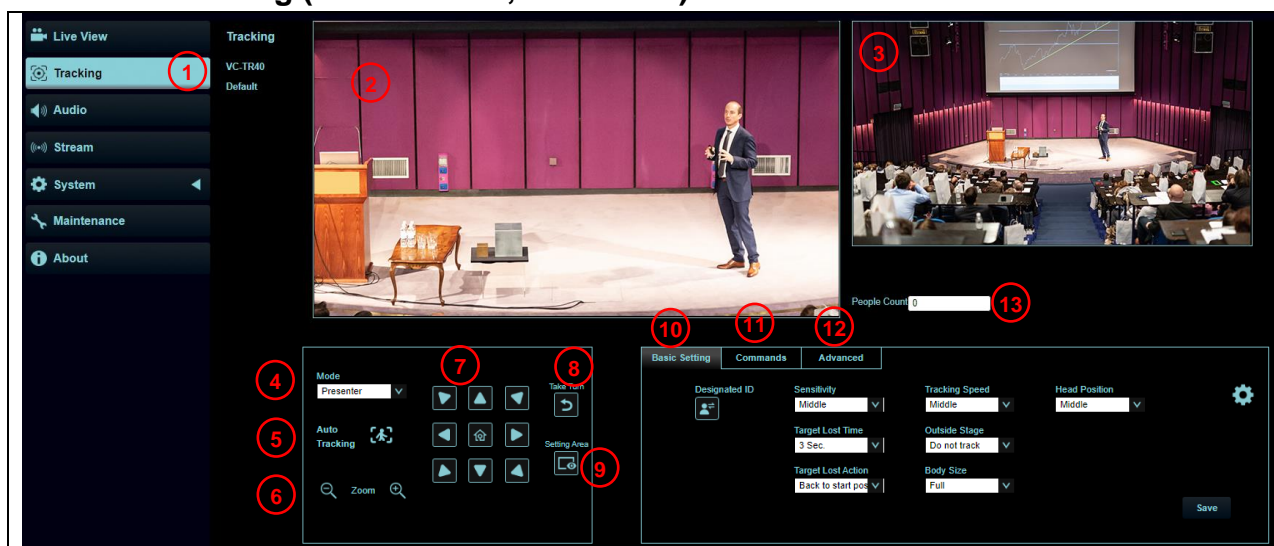 Live View
Tracking
Audio
Stream
System
Maintenance
About
Tracking
VC-TR40
Default
1
2
3
People Count 0
13
4
Mode
Presenter
5
Auto
Tracking
6
Zoom
7
8
Take Turn
Setting Area
9
10
11
12
Basic Setting Commands Advanced
Designated ID
Sensitivity
Middle
Tracking Speed
Middle
Head Position
Middle
Target Lost Time
3 Sec.
Outside Stage
Do not track
Target Lost Action
Back to start pos
Body Size
Full
Save